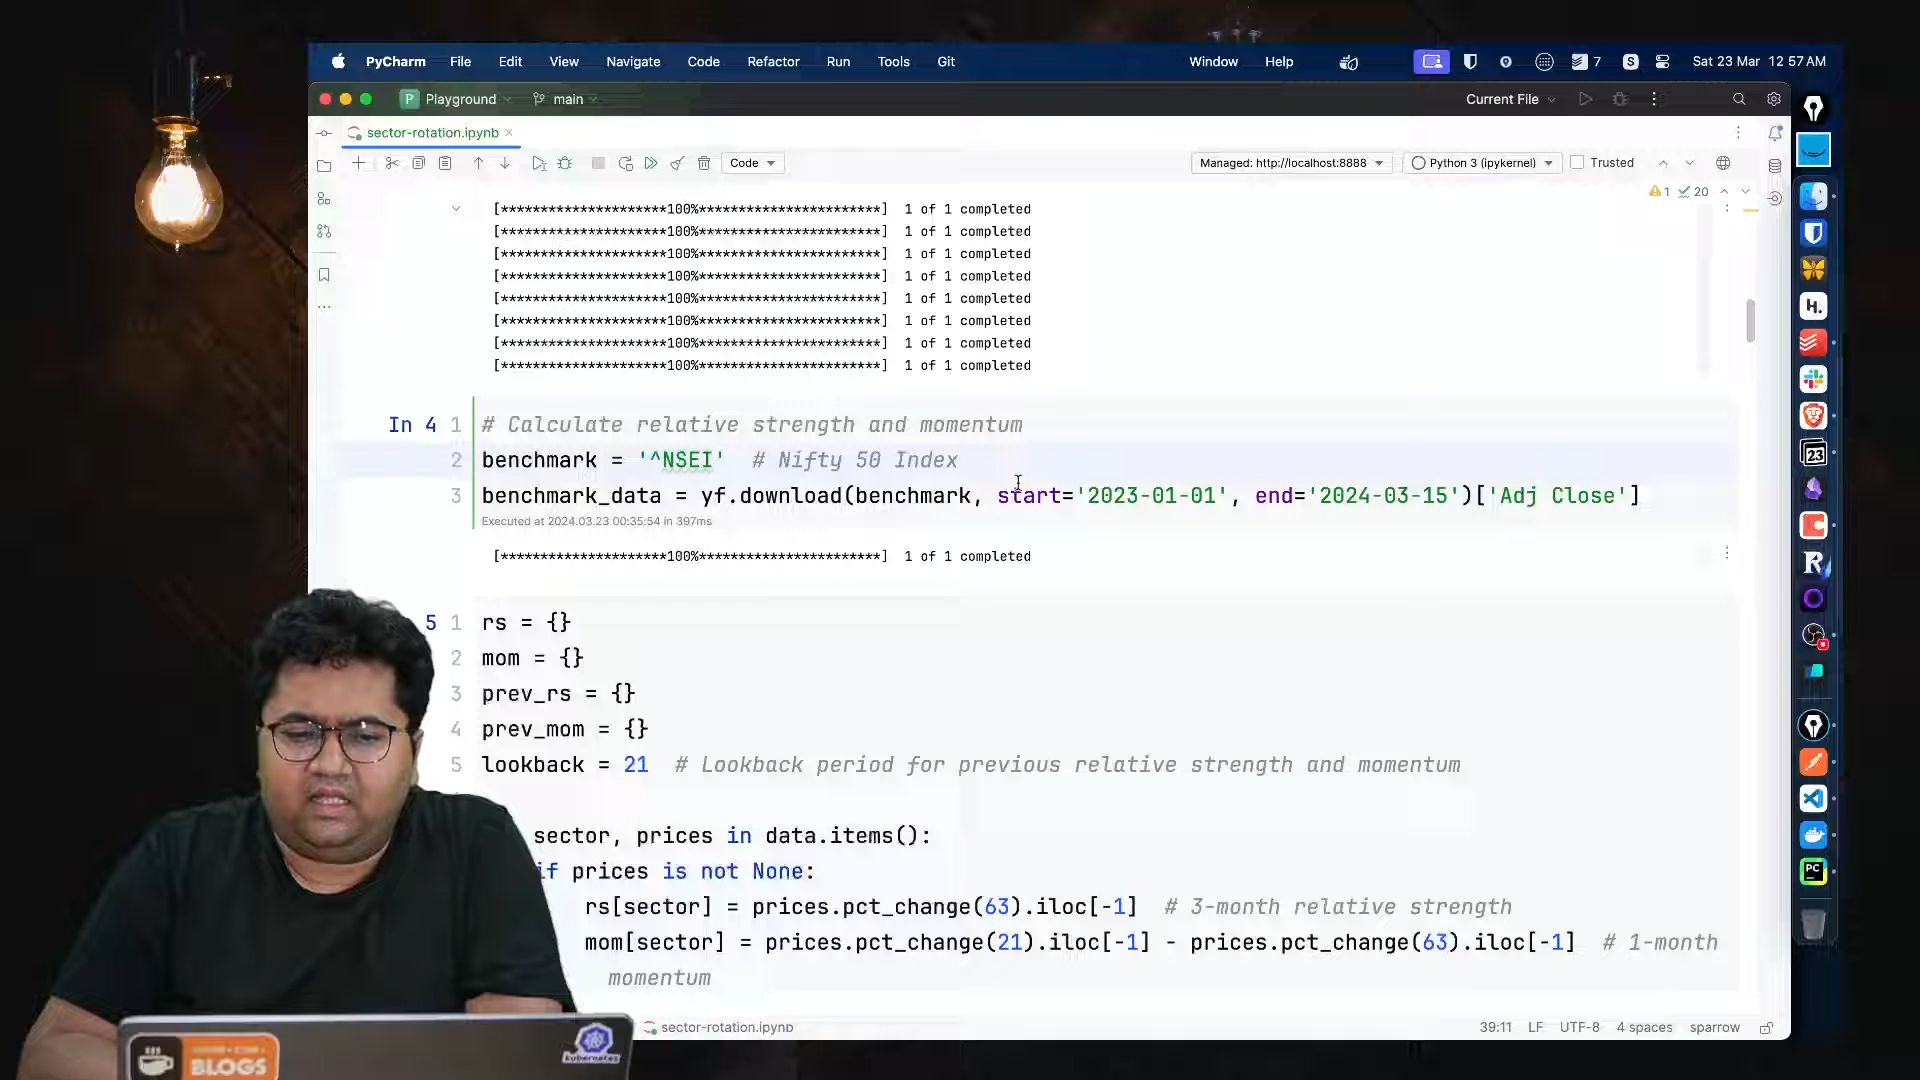 PyCharm File Edit View Navigate Code Refactor Run Tools Git Window Help 7 S Sat 23 Mar 12 57 AM
P Playground main Current File
sector-rotation.ipynb
Code Managed: http://localhost:8888 Python 3 (ipykernel) Trusted
1 20
[*********************100%***********************] 1 of 1 completed
[*********************100%***********************] 1 of 1 completed
[*********************100%***********************] 1 of 1 completed
[*********************100%***********************] 1 of 1 completed
[*********************100%***********************] 1 of 1 completed
[*********************100%***********************] 1 of 1 completed
[*********************100%***********************] 1 of 1 completed
[*********************100%***********************] 1 of 1 completed
In 4 1 # Calculate relative strength and momentum
2 benchmark = '^NSEI' # Nifty 50 Index
3 benchmark_data = yf.download(benchmark, start='2023-01-01', end='2024-03-15')['Adj Close']
Executed at 2024.03.23 00:35:54 in 397ms
[*********************100%***********************] 1 of 1 completed
5 1 rs = {}
2 mom = {}
3 prev_rs = {}
4 prev_mom = {}
5 lookback = 21 # Lookback period for previous relative strength and momentum
sector, prices in data.items():
if prices is not None:
rs[sector] = prices.pct_change(63).iloc[-1] # 3-month relative strength
mom[sector] = prices.pct_change(21).iloc[-1] - prices.pct_change(63).iloc[-1] # 1-month
momentum
sector-rotation.ipynb 39:11 LF UTF-8 4 spaces sparrow
H.
23
R
PC
BLOGS
kubernetes